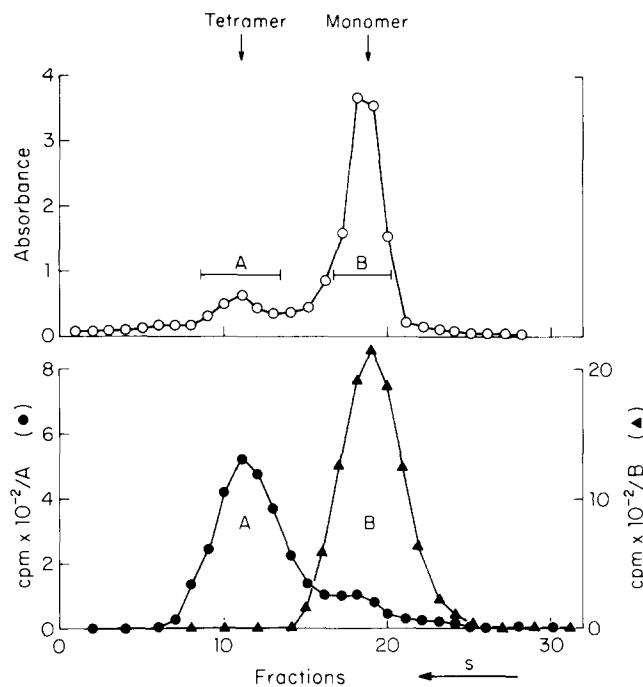 Tetramer Monomer
4
3
2
1
0
Absorbance
A B
8
6
4
2
0
cpm x 10⁻²/A (●)
A B
20
10
0
cpm x 10⁻²/B (▲)
0 10 20 30
Fractions
s